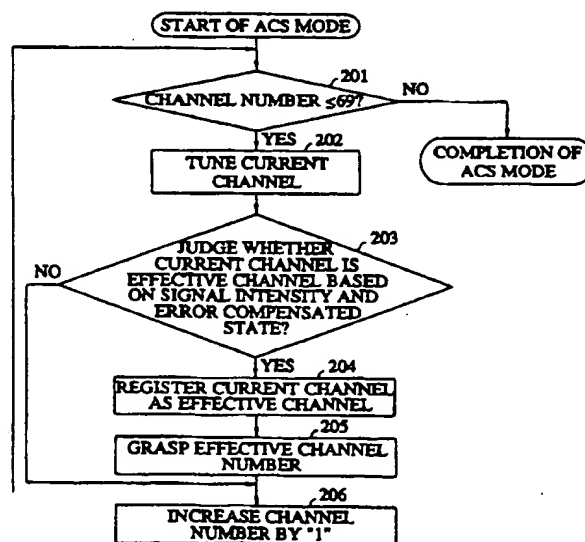 START OF ACS MODE
201
CHANNEL NUMBER ≤69?
NO
YES
202
TUNE CURRENT
CHANNEL
COMPLETION OF
ACS MODE
203
JUDGE WHETHER
CURRENT CHANNEL IS
EFFECTIVE CHANNEL BASED
ON SIGNAL INTENSITY AND
ERROR COMPENSATED
STATE?
NO
YES
204
REGISTER CURRENT CHANNEL
AS EFFECTIVE CHANNEL
205
GRASP EFFECTIVE CHANNEL
NUMBER
206
INCREASE CHANNEL
NUMBER BY "1"